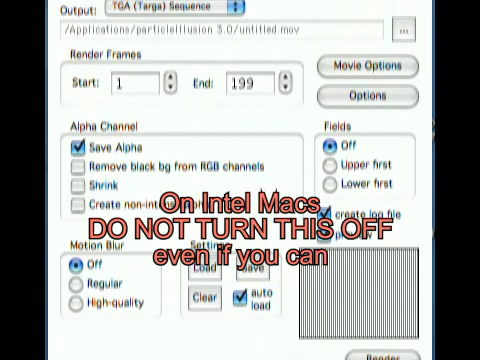 Output: TGA (Targa) Sequence
/Applications/particleIllusion 3.0/untitled.mov ...
Render Frames
Start: 1 End: 199
Movie Options
Options
Alpha Channel
Save Alpha
Remove black bg from RGB channels
Shrink
Create non-int
Fields
Off
Upper first
Lower first
create log file
On Intel Macs
DO NOT TURN THIS OFF
even if you can
Motion Blur
Off
Regular
High-quality
Load Save
Clear auto load
Render